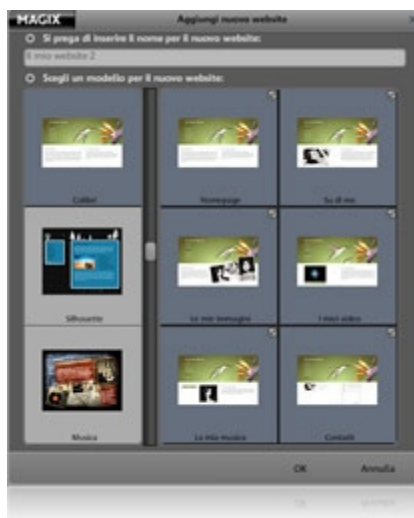 MAGIX Aggiungi nuovo website
Si prega di inserire il nome per il nuovo website:
Il mio website 2
Scegli un modello per il nuovo website:
Colibri Homepage Su di me
Silhouette Le mie immagini I miei video
Musica La mia musica Contatti
OK Annulla